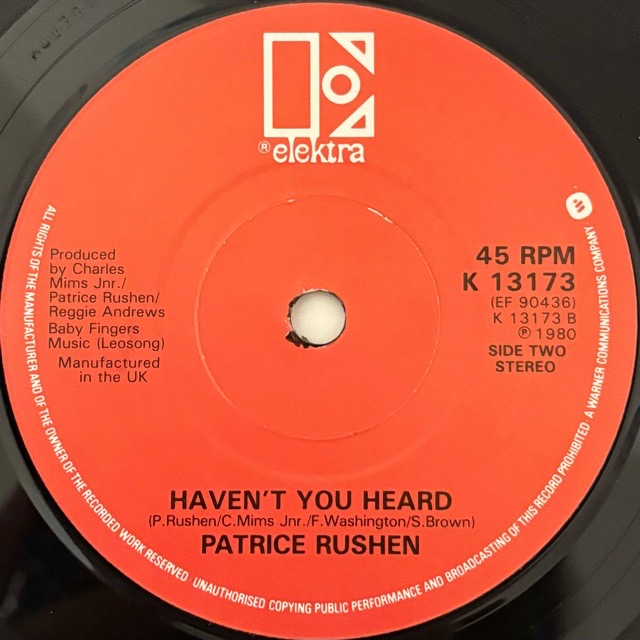 ® elektra
Produced
by Charles
Mims Jnr./
Patrice Rushen/
Reggie Andrews
Baby Fingers
Music (Leosong)
Manufactured
in the UK
45 RPM
K 13173
(EF 90436)
K 13173 B
℗ 1980
SIDE TWO
STEREO
HAVEN'T YOU HEARD
(P.Rushen/C.Mims Jnr./F.Washington/S.Brown)
PATRICE RUSHEN
ALL RIGHTS OF THE MANUFACTURER AND OF THE OWNER OF THE RECORDED WORK RESERVED UNAUTHORISED COPYING PUBLIC PERFORMANCE AND BROADCASTING OF THIS RECORD PROHIBITED A WARNER COMMUNICATIONS COMPANY